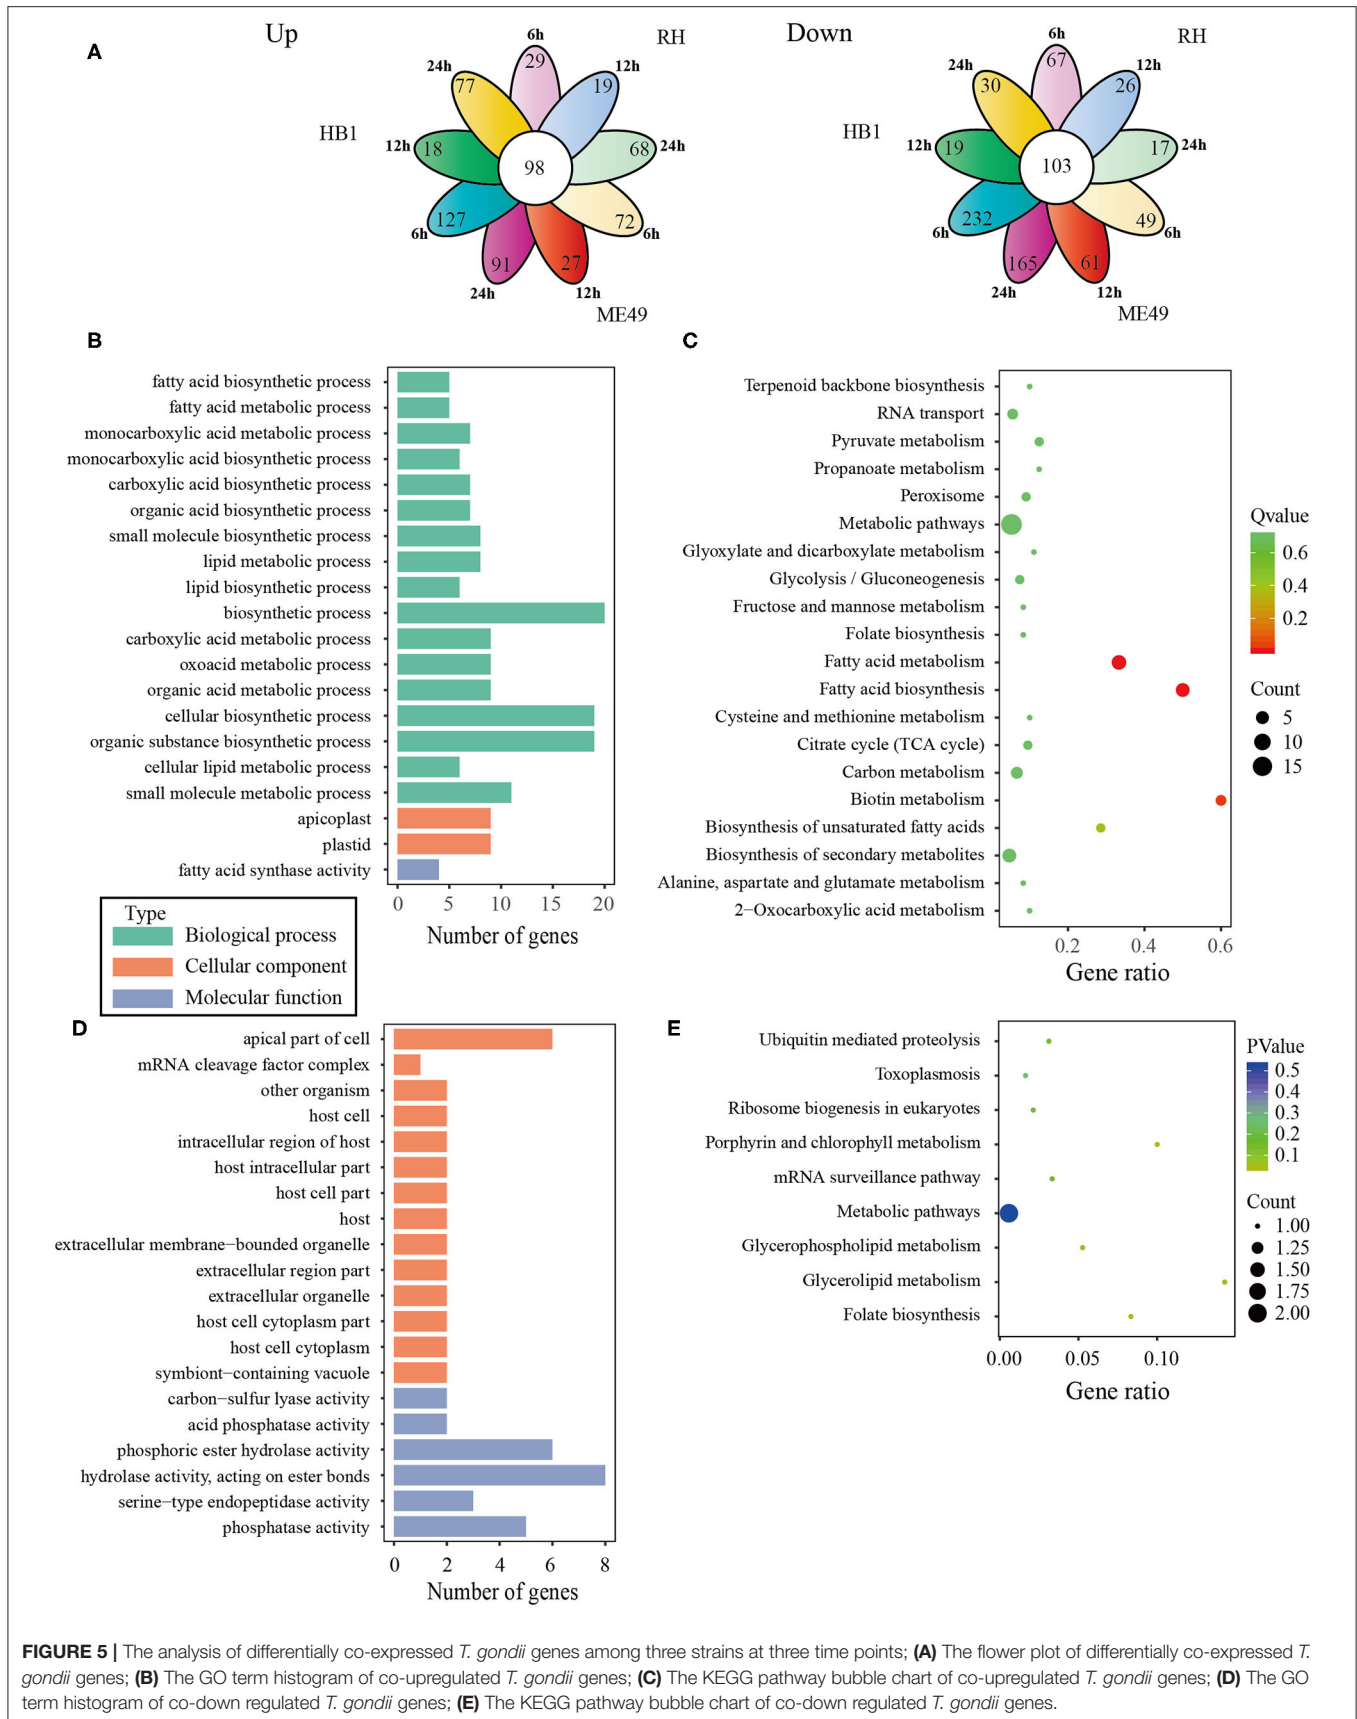 A
Up
RH
6h
29
12h
19
24h
77
HB1
12h
18
68
24h
98
127
6h
72
6h
91
24h
27
12h
ME49
Down
RH
6h
67
12h
26
24h
30
HB1
12h
19
17
24h
103
232
6h
49
6h
165
24h
61
12h
ME49
B
fatty acid biosynthetic process
fatty acid metabolic process
monocarboxylic acid metabolic process
monocarboxylic acid biosynthetic process
carboxylic acid biosynthetic process
organic acid biosynthetic process
small molecule biosynthetic process
lipid metabolic process
lipid biosynthetic process
biosynthetic process
carboxylic acid metabolic process
oxoacid metabolic process
organic acid metabolic process
cellular biosynthetic process
organic substance biosynthetic process
cellular lipid metabolic process
small molecule metabolic process
apicoplast
plastid
fatty acid synthase activity
0 5 10 15 20
Number of genes
Type
Biological process
Cellular component
Molecular function
C
Terpenoid backbone biosynthesis
RNA transport
Pyruvate metabolism
Propanoate metabolism
Peroxisome
Metabolic pathways
Glyoxylate and dicarboxylate metabolism
Glycolysis / Gluconeogenesis
Fructose and mannose metabolism
Folate biosynthesis
Fatty acid metabolism
Fatty acid biosynthesis
Cysteine and methionine metabolism
Citrate cycle (TCA cycle)
Carbon metabolism
Biotin metabolism
Biosynthesis of unsaturated fatty acids
Biosynthesis of secondary metabolites
Alanine, aspartate and glutamate metabolism
2−Oxocarboxylic acid metabolism
0.2 0.4 0.6
Gene ratio
Qvalue
0.6
0.4
0.2
Count
5
10
15
D
apical part of cell
mRNA cleavage factor complex
other organism
host cell
intracellular region of host
host intracellular part
host cell part
host
extracellular membrane−bounded organelle
extracellular region part
extracellular organelle
host cell cytoplasm part
host cell cytoplasm
symbiont−containing vacuole
carbon−sulfur lyase activity
acid phosphatase activity
phosphoric ester hydrolase activity
hydrolase activity, acting on ester bonds
serine−type endopeptidase activity
phosphatase activity
0 2 4 6 8
Number of genes
E
Ubiquitin mediated proteolysis
Toxoplasmosis
Ribosome biogenesis in eukaryotes
Porphyrin and chlorophyll metabolism
mRNA surveillance pathway
Metabolic pathways
Glycerophospholipid metabolism
Glycerolipid metabolism
Folate biosynthesis
0.00 0.05 0.10
Gene ratio
PValue
0.5
0.4
0.3
0.2
0.1
Count
1.00
1.25
1.50
1.75
2.00
FIGURE 5 | The analysis of differentially co-expressed T. gondii genes among three strains at three time points; (A) The flower plot of differentially co-expressed T.
gondii genes; (B) The GO term histogram of co-upregulated T. gondii genes; (C) The KEGG pathway bubble chart of co-upregulated T. gondii genes; (D) The GO
term histogram of co-down regulated T. gondii genes; (E) The KEGG pathway bubble chart of co-down regulated T. gondii genes.